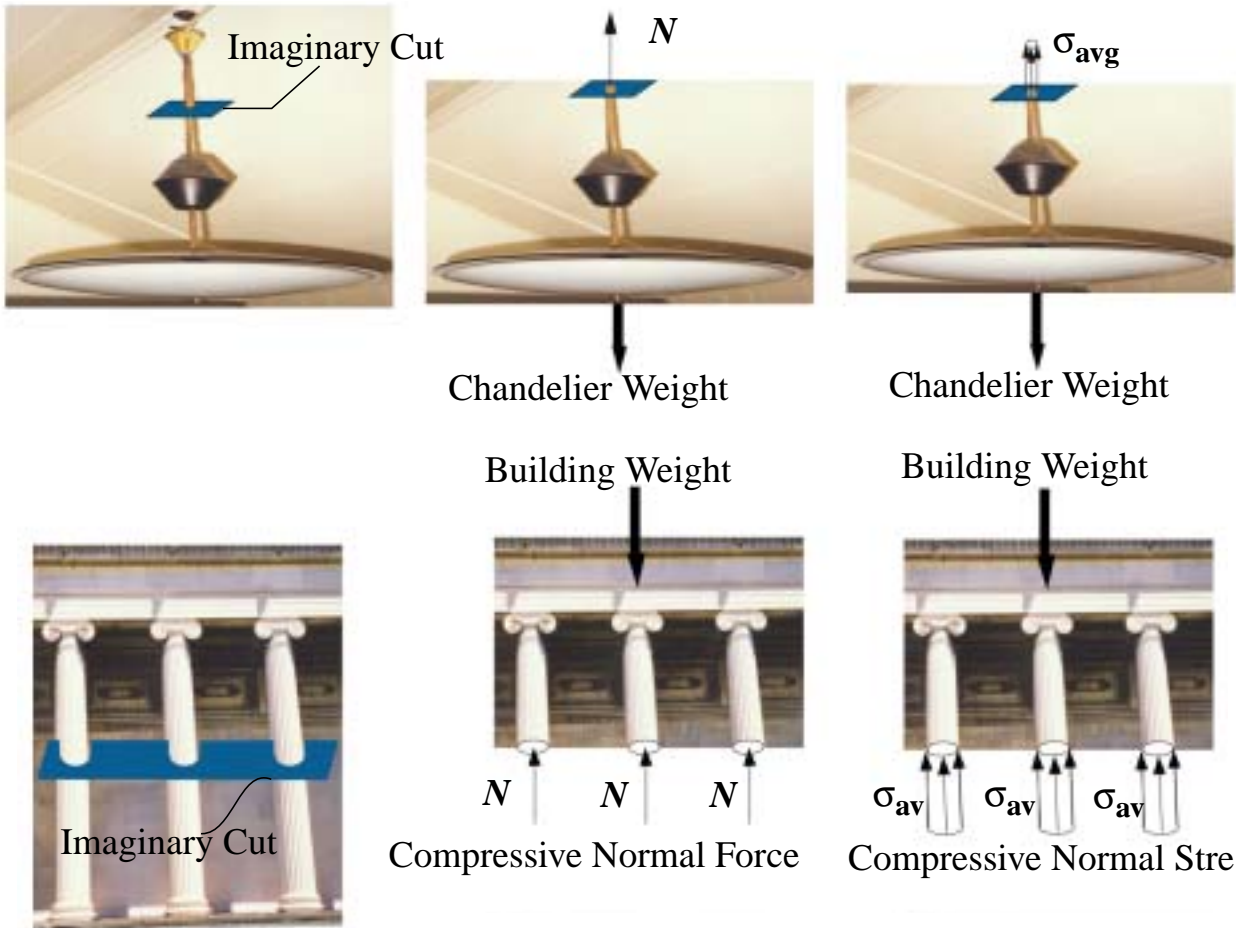 Imaginary Cut
N
σavg
Chandelier Weight
Chandelier Weight
Building Weight
Building Weight
Imaginary Cut
N
N
N
σav
σav
σav
Compressive Normal Force
Compressive Normal Stre